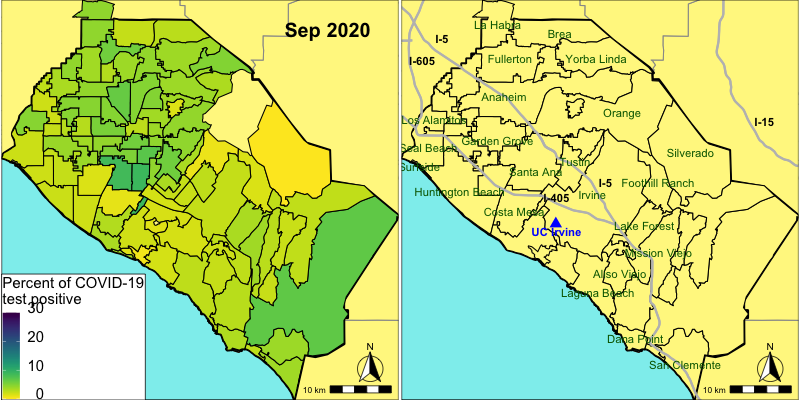 Sep 2020
Percent of COVID-19
test positive
30
20
10
0
N
10 km
La Habra
Brea
I-5
I-605
Fullerton
Yorba Linda
Anaheim
Orange
I-15
Los Alamitos
Garden Grove
Seal Beach
Silverado
Sunside
Tustin
Santa Ana
I-5
Foothill Ranch
Huntington Beach
I-405
Irvine
Costa Mesa
UC Irvine
Lake Forest
Mission Viejo
Aliso Viejo
Laguna Beach
Dana Point
San Clemente
N
10 km